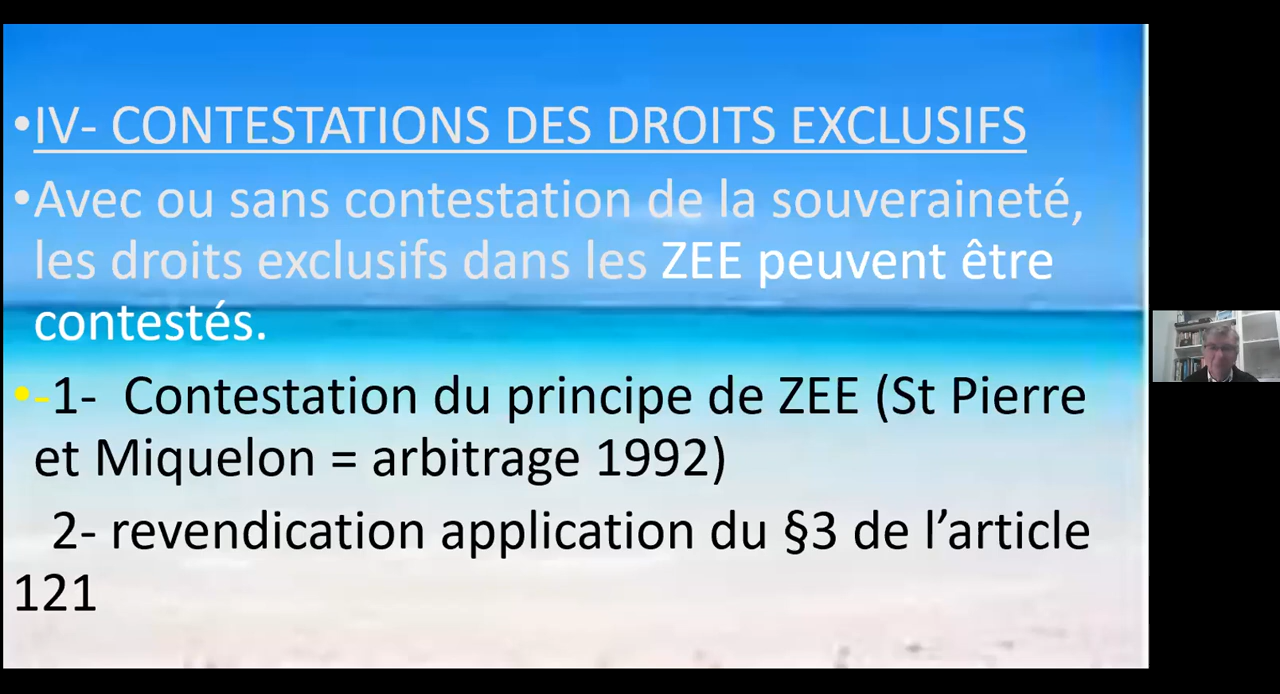 •IV- CONTESTATIONS DES DROITS EXCLUSIFS
•Avec ou sans contestation de la souveraineté,
les droits exclusifs dans les ZEE peuvent être
contestés.
•-1- Contestation du principe de ZEE (St Pierre
et Miquelon = arbitrage 1992)
2- revendication application du §3 de l’article
121